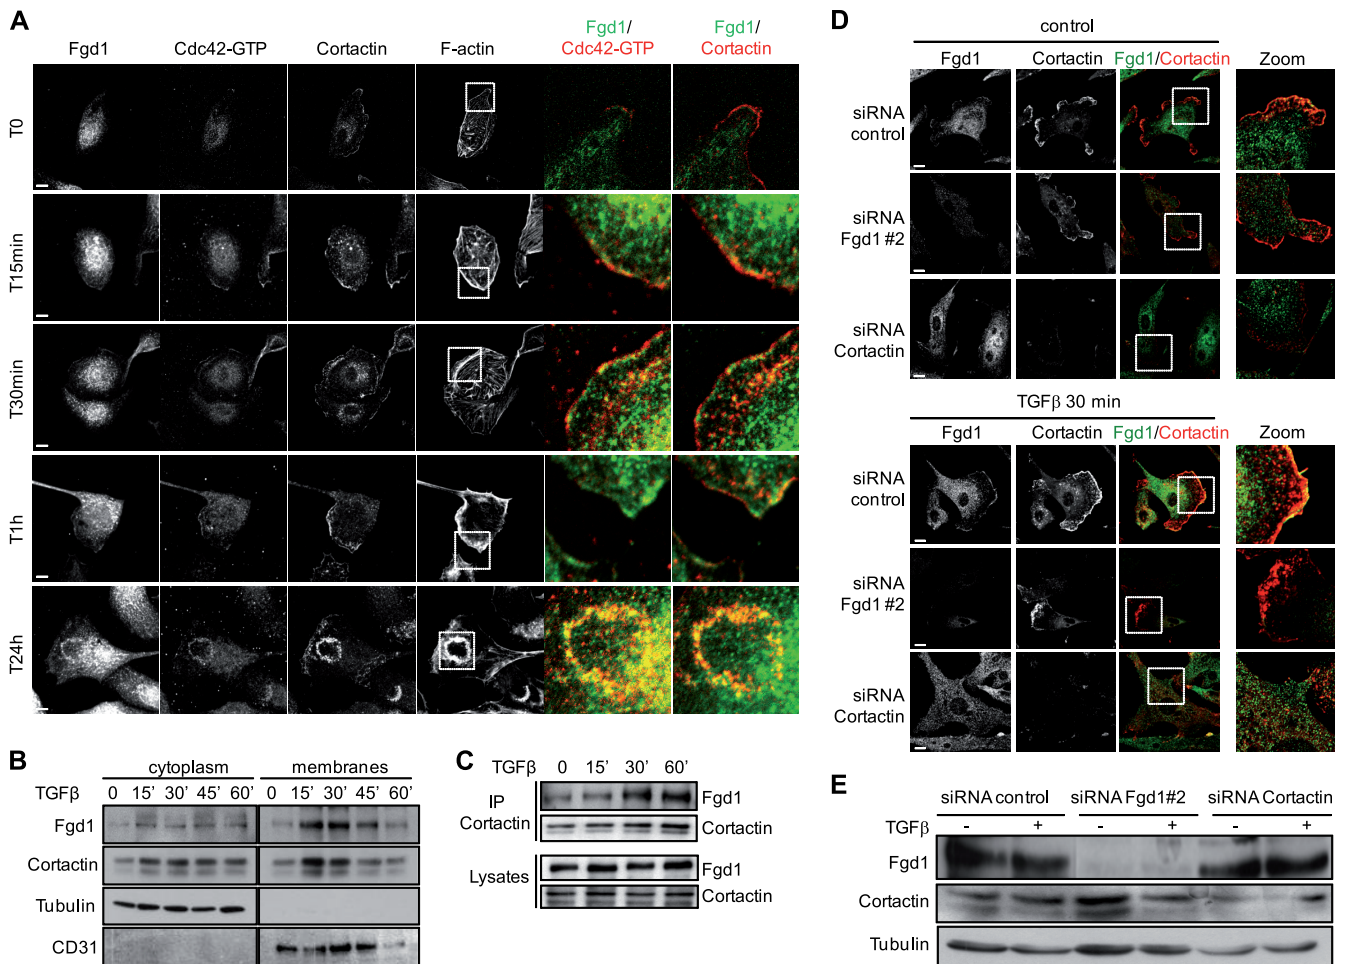 A
Fgd1 Cdc42-GTP Cortactin F-actin Fgd1/ Cdc42-GTP Fgd1/ Cortactin
T0
T15min
T30min
T1h
T24h
B
cytoplasm membranes
TGFβ 0 15’ 30’ 45’ 60’ 0 15’ 30’ 45’ 60’
Fgd1
Cortactin
Tubulin
CD31
C
TGFβ 0 15’ 30’ 60’
IP Cortactin
Fgd1
Cortactin
Lysates
Fgd1
Cortactin
D
control
Fgd1 Cortactin Fgd1/Cortactin Zoom
siRNA control
siRNA Fgd1 #2
siRNA Cortactin
TGFβ 30 min
Fgd1 Cortactin Fgd1/Cortactin Zoom
siRNA control
siRNA Fgd1 #2
siRNA Cortactin
E
siRNA control siRNA Fgd1#2 siRNA Cortactin
TGFβ - + - + - +
Fgd1
Cortactin
Tubulin